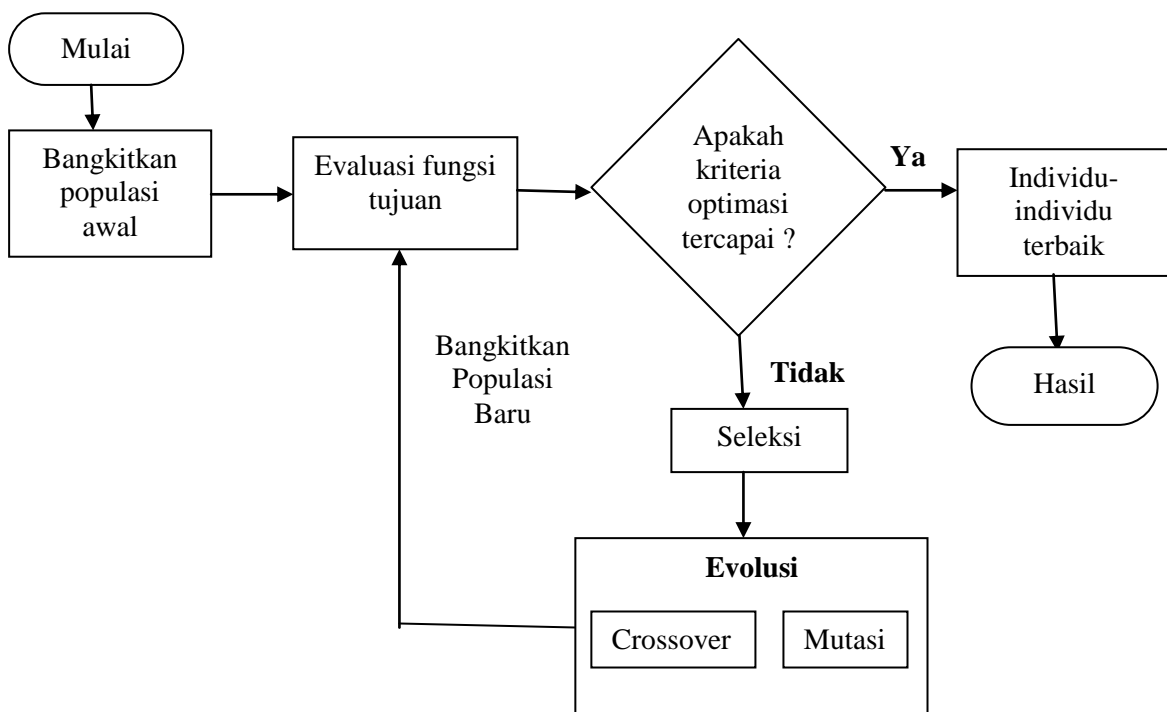 Mulai
Bangkitkan
populasi
awal
Evaluasi fungsi
tujuan
Apakah
kriteria
optimasi
tercapai ?
Ya
Individu-
individu
terbaik
Hasil
Tidak
Seleksi
Evolusi
Crossover
Mutasi
Bangkitkan
Populasi
Baru